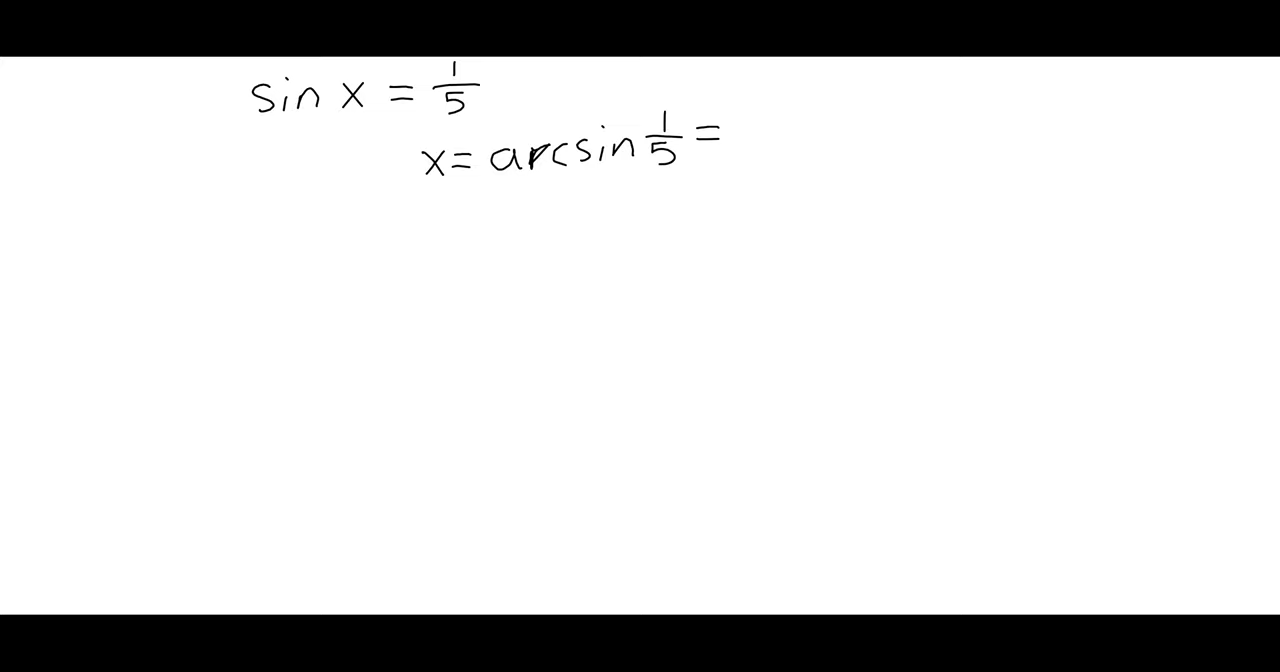 sin x = 1/5
x = arcsin 1/5 =